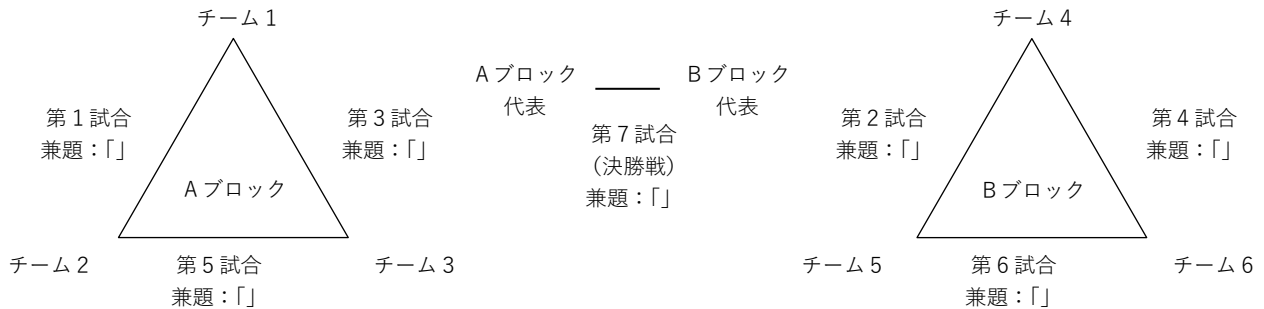 チーム1
第1試合
兼題：「」
第3試合
兼題：「」
Aブロック
チーム2
第5試合
兼題：「」
チーム3
Aブロック
代表
Bブロック
代表
第7試合
（決勝戦）
兼題：「」
チーム4
第2試合
兼題：「」
第4試合
兼題：「」
Bブロック
チーム5
第6試合
兼題：「」
チーム6